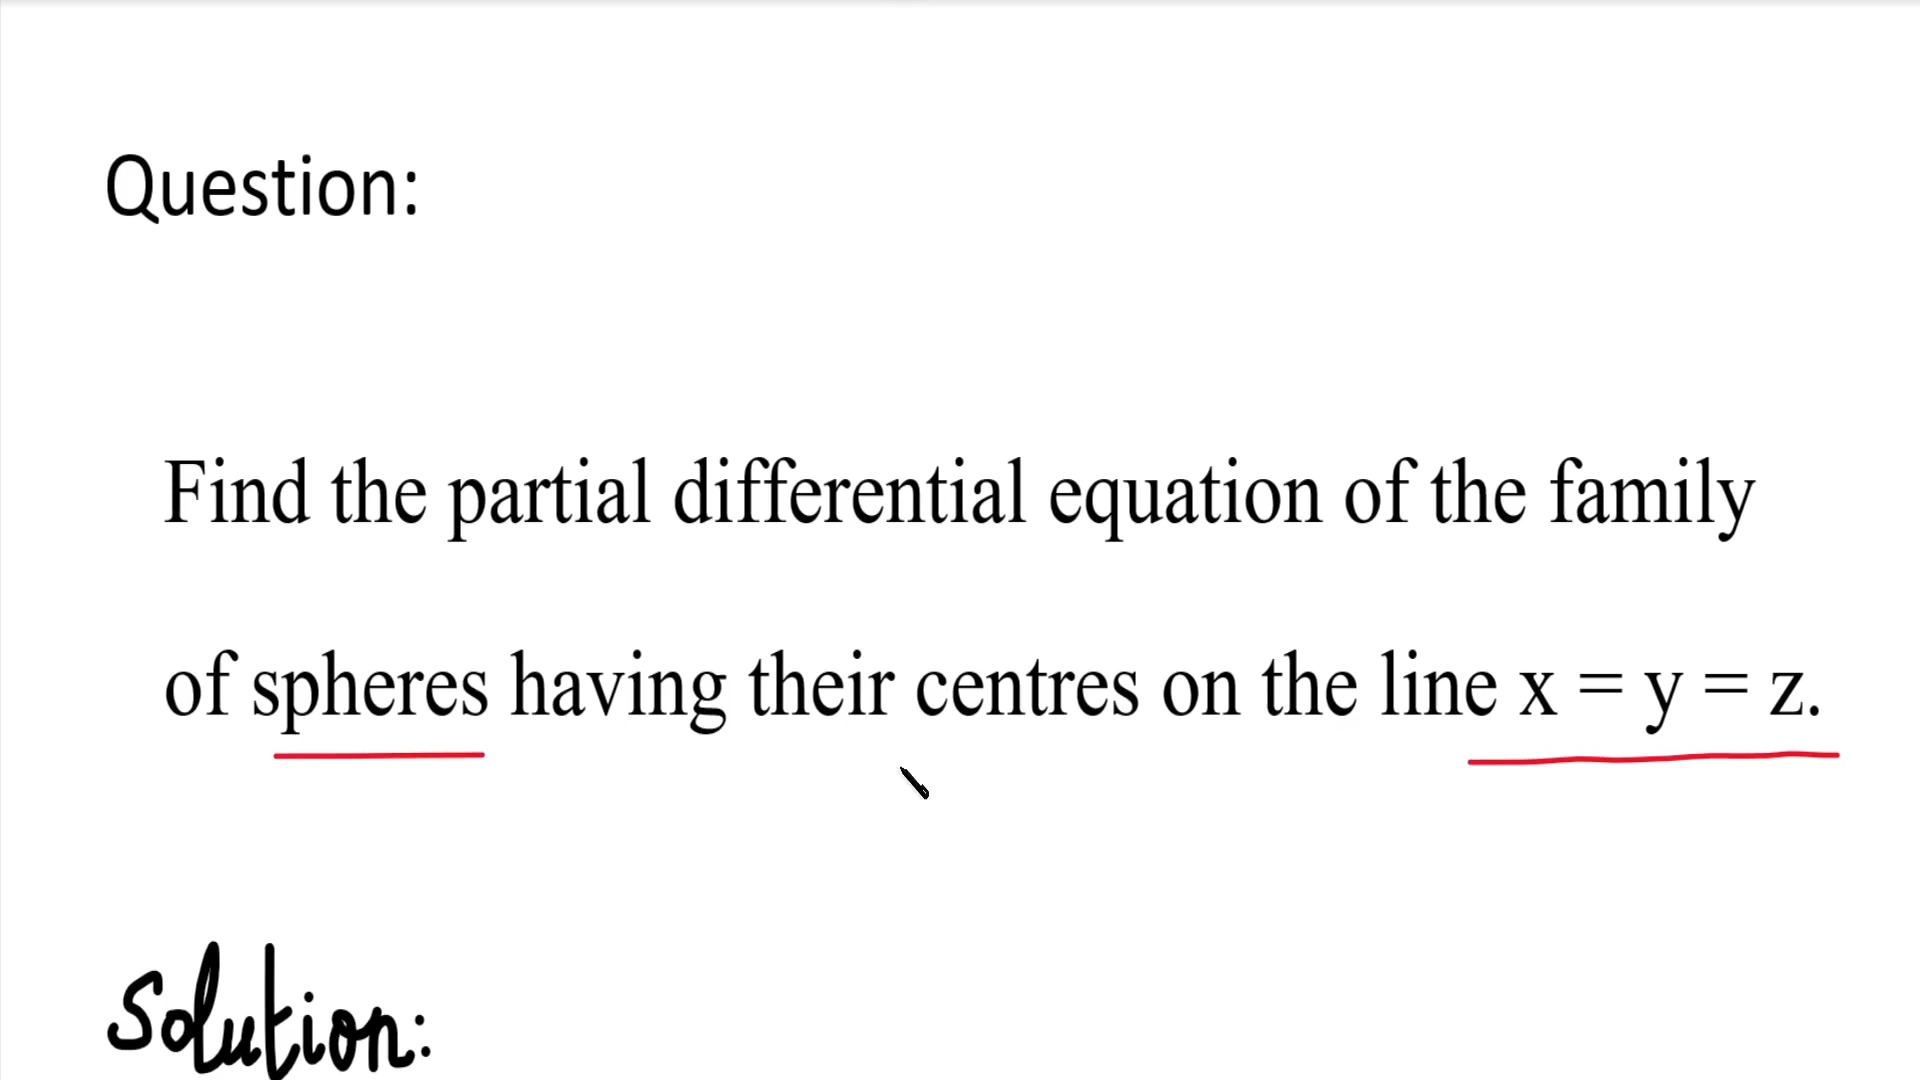 Question:
Find the partial differential equation of the family
of spheres having their centres on the line x = y = z.
Solution: